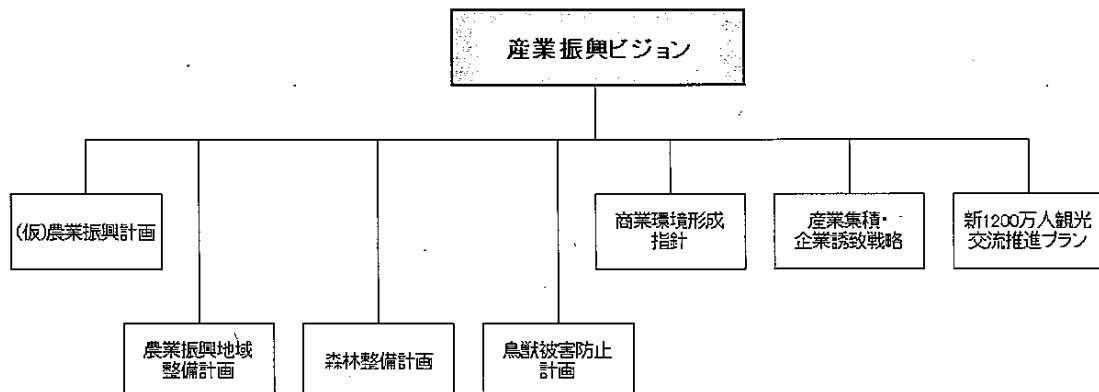 産業振興ビジョン
(仮)農業振興計画
商業環境形成
指針
産業集積・
企業誘致戦略
新1200万人観光
交流推進プラン
農業振興地域
整備計画
森林整備計画
鳥獣被害防止
計画